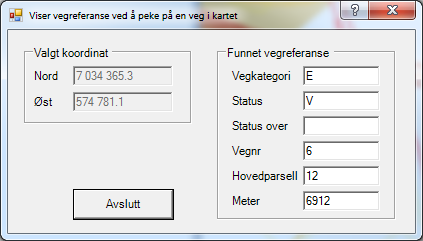 Viser vegreferanse ved å peke på en veg i kartet
?
Valgt koordinat
Nord 7 034 365.3
Øst 574 781.1
Avslutt
Funnet vegreferanse
Vegkategori E
Status V
Status over
Vegnr 6
Hovedparsell 12
Meter 6912